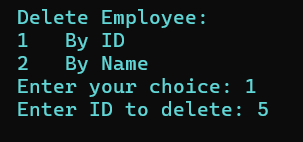 Delete Employee:
1   By ID
2   By Name
Enter your choice: 1
Enter ID to delete: 5